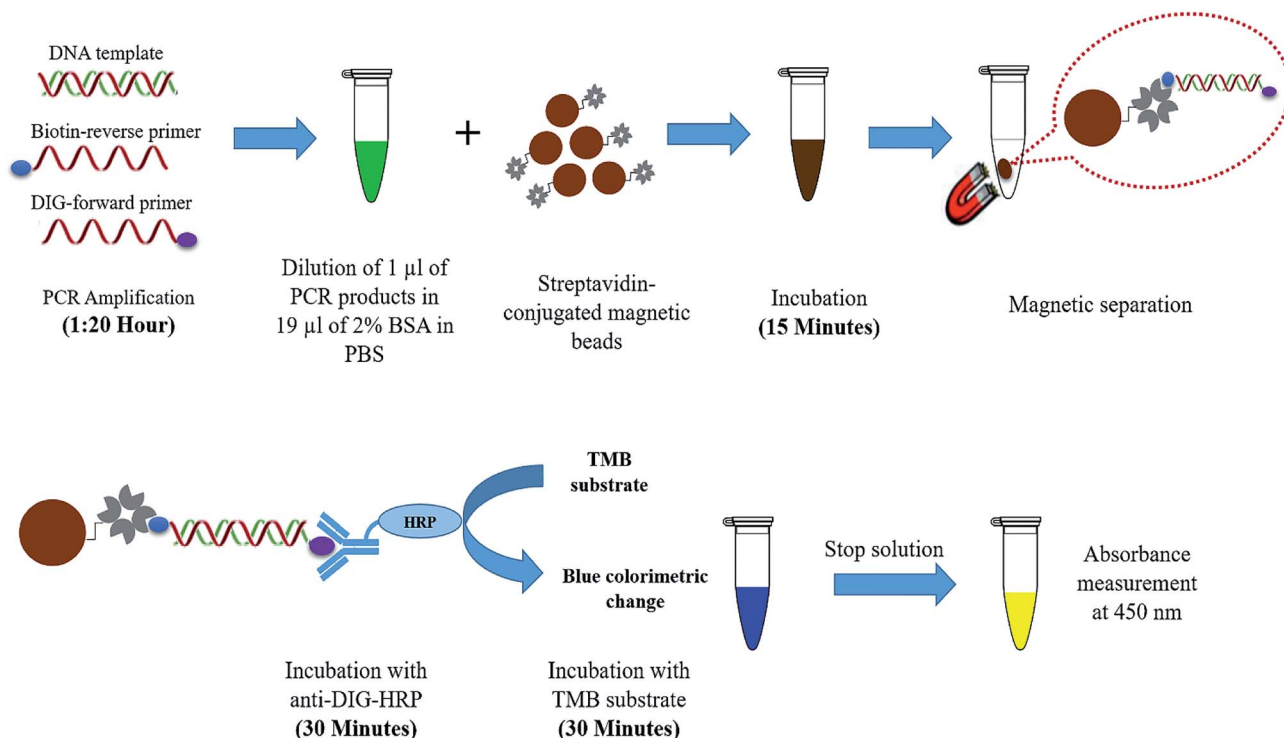 DNA template
Biotin-reverse primer
DIG-forward primer
PCR Amplification
(1:20 Hour)
Dilution of 1 µl of
PCR products in
19 µl of 2% BSA in
PBS
+
Streptavidin-
conjugated magnetic
beads
Incubation
(15 Minutes)
Magnetic separation
HRP
TMB
substrate
Blue colorimetric
change
Incubation with
anti-DIG-HRP
(30 Minutes)
Incubation with
TMB substrate
(30 Minutes)
Stop solution
Absorbance
measurement
at 450 nm